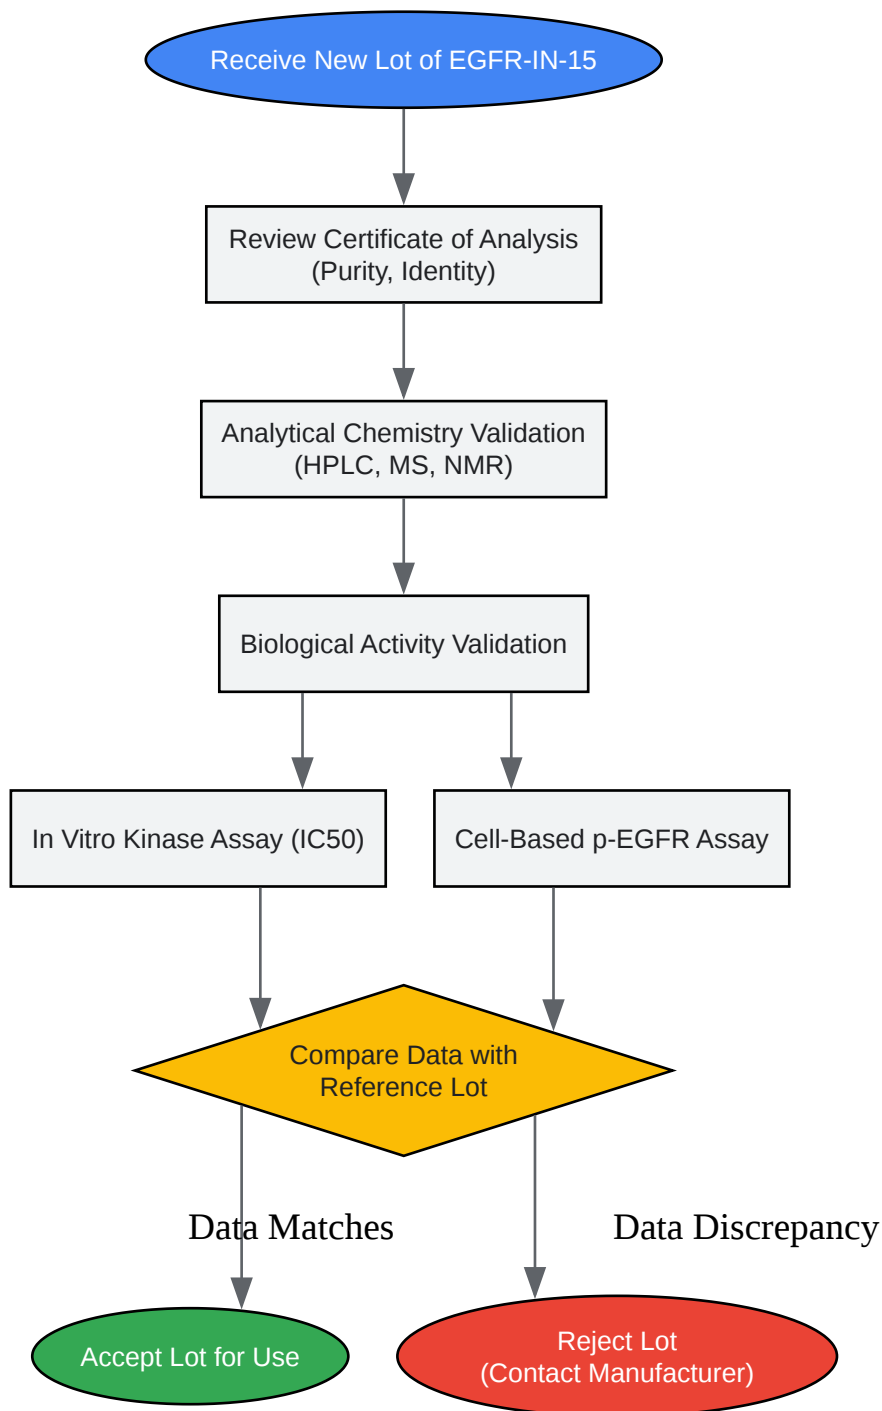 Receive New Lot of EGFR-IN-15
Review Certificate of Analysis
(Purity, Identity)
Analytical Chemistry Validation
(HPLC, MS, NMR)
Biological Activity Validation
In Vitro Kinase Assay (IC50)
Cell-Based p-EGFR Assay
Compare Data with
Reference Lot
Data Matches
Data Discrepancy
Accept Lot for Use
Reject Lot
(Contact Manufacturer)